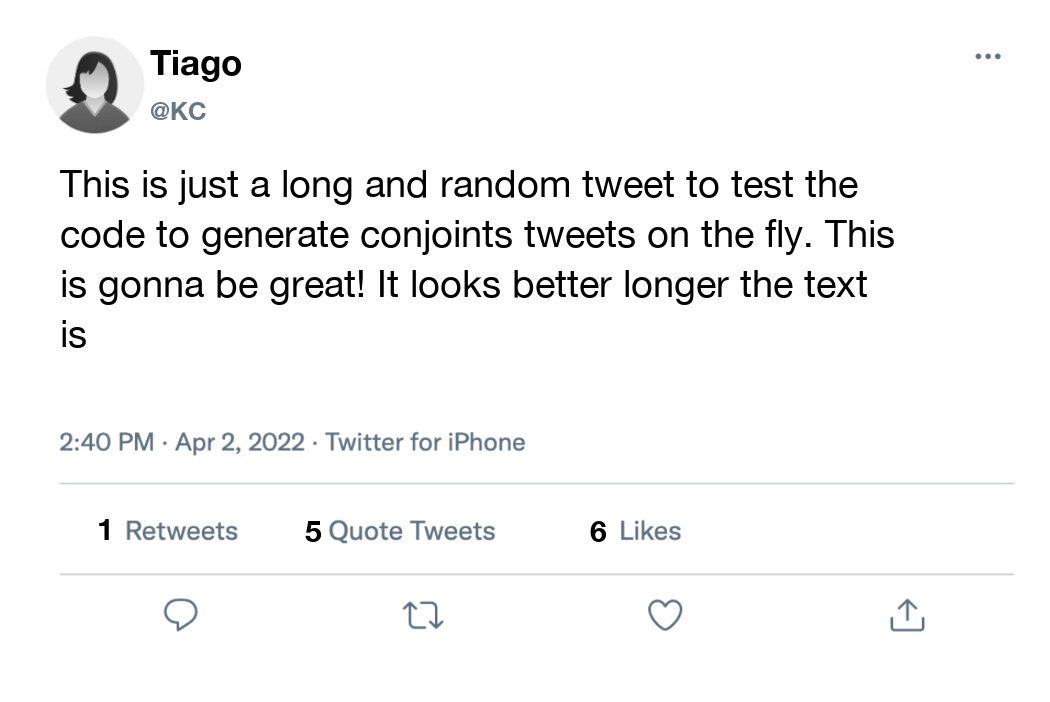 Tiago
@KC
This is just a long and random tweet to test the
code to generate conjoints tweets on the fly. This
is gonna be great! It looks better longer the text
is
2:40 PM · Apr 2, 2022 · Twitter for iPhone
1 Retweets 5 Quote Tweets 6 Likes